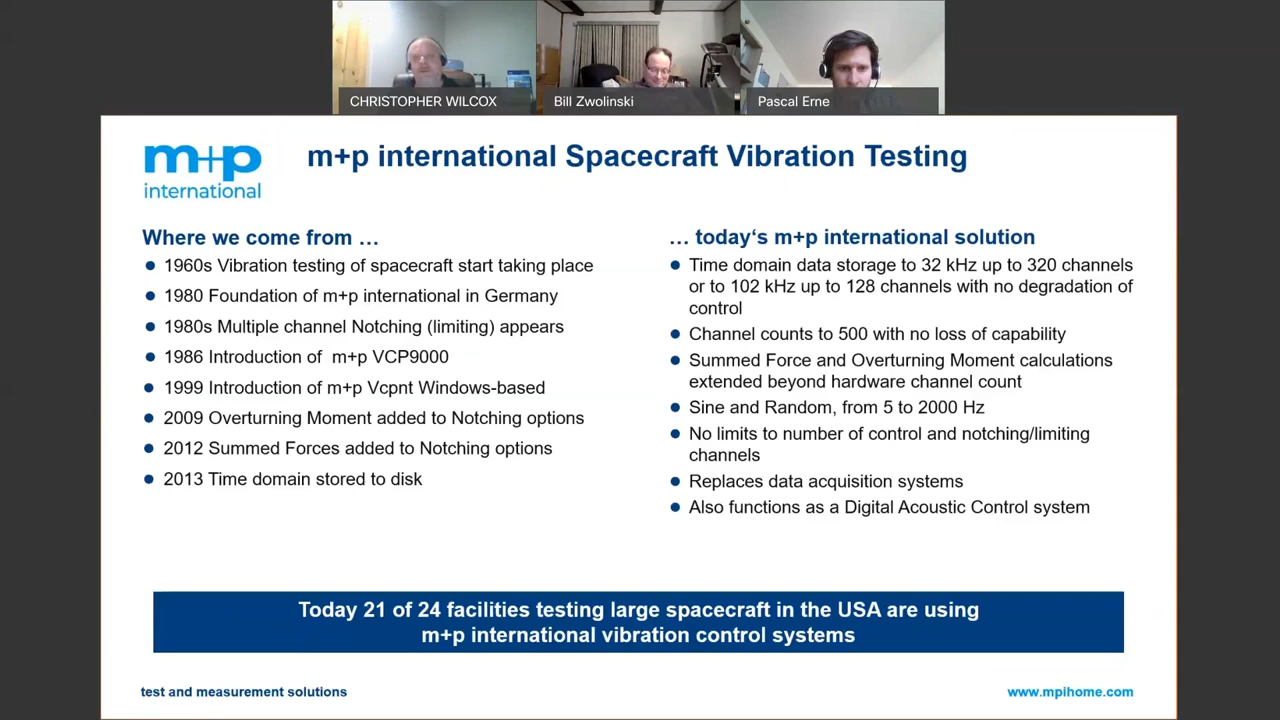 CHRISTOPHER WILCOX
Bill Zwolinski
Pascal Erne
m+p
international
m+p international Spacecraft Vibration Testing
Where we come from …
1960s Vibration testing of spacecraft start taking place
1980 Foundation of m+p international in Germany
1980s Multiple channel Notching (limiting) appears
1986 Introduction of m+p VCP9000
1999 Introduction of m+p Vcpnt Windows-based
2009 Overturning Moment added to Notching options
2012 Summed Forces added to Notching options
2013 Time domain stored to disk
… today‘s m+p international solution
Time domain data storage to 32 kHz up to 320 channels
or to 102 kHz up to 128 channels with no degradation of
control
Channel counts to 500 with no loss of capability
Summed Force and Overturning Moment calculations
extended beyond hardware channel count
Sine and Random, from 5 to 2000 Hz
No limits to number of control and notching/limiting
channels
Replaces data acquisition systems
Also functions as a Digital Acoustic Control system
Today 21 of 24 facilities testing large spacecraft in the USA are using
m+p international vibration control systems
test and measurement solutions
www.mpihome.com